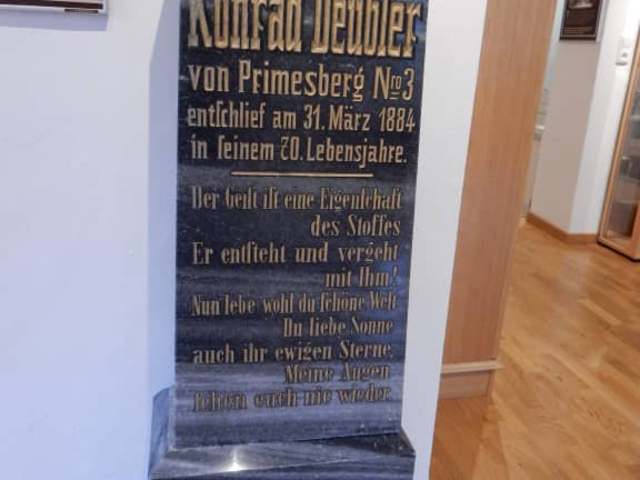 Konrad Deubler
von Primesberg Nro 3
entſchlief am 31. März 1884
in ſeinem 70. Lebensjahre.
Der Geiſt iſt eine Eigenſchaft
des Stoffes
Er entſteht und vergeht
mit Ihm!
Nun lebe wohl du ſchöne Welt
Du liebe Sonne
auch ihr ewigen Sterne,
Meine Augen
ſehen euch nie wieder.